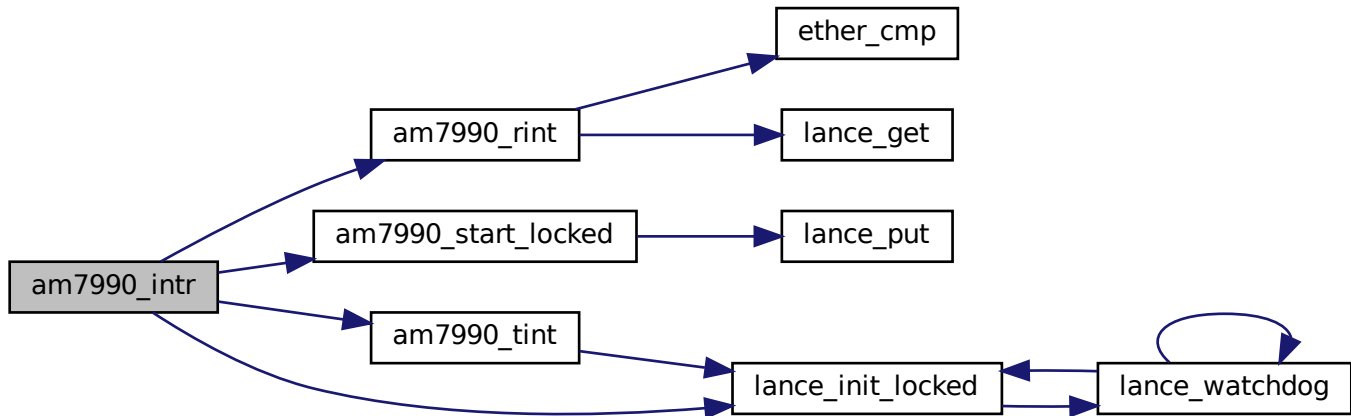 ether_cmp
am7990_rint
lance_get
am7990_start_locked
lance_put
am7990_intr
am7990_tint
lance_init_locked
lance_watchdog